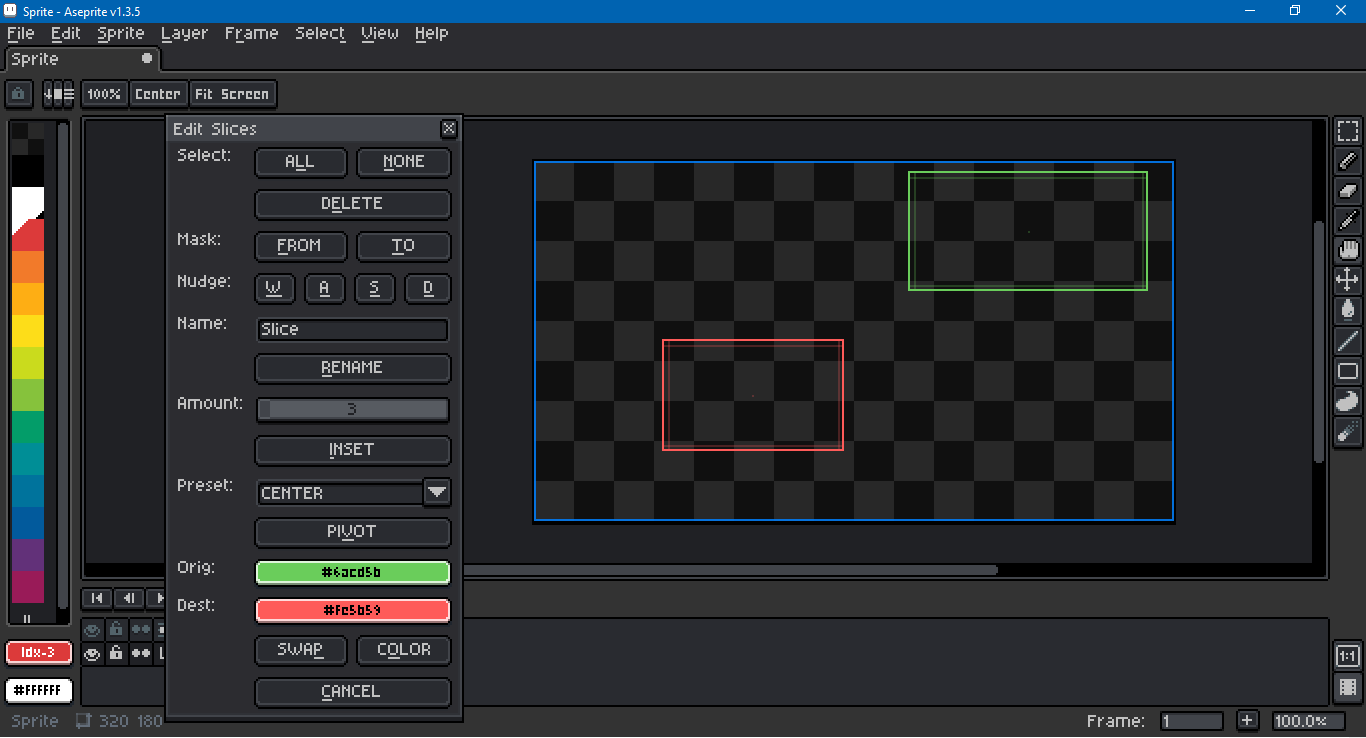 Sprite - Aseprite v1.3.5
File Edit Sprite Layer Frame Select View Help
Sprite
100% Center Fit Screen
Edit Slices
Select: ALL NONE
DELETE
Mask: FROM TO
Nudge: W A S D
Name: Slice
RENAME
Amount: 3
INSET
Preset: CENTER
PIVOT
Orig: #6acd5b
Dest: #fe5b59
SWAP COLOR
CANCEL
Idx-3
#FFFFFF
1:1
Sprite 320 180
Frame: 1 + 100.0%